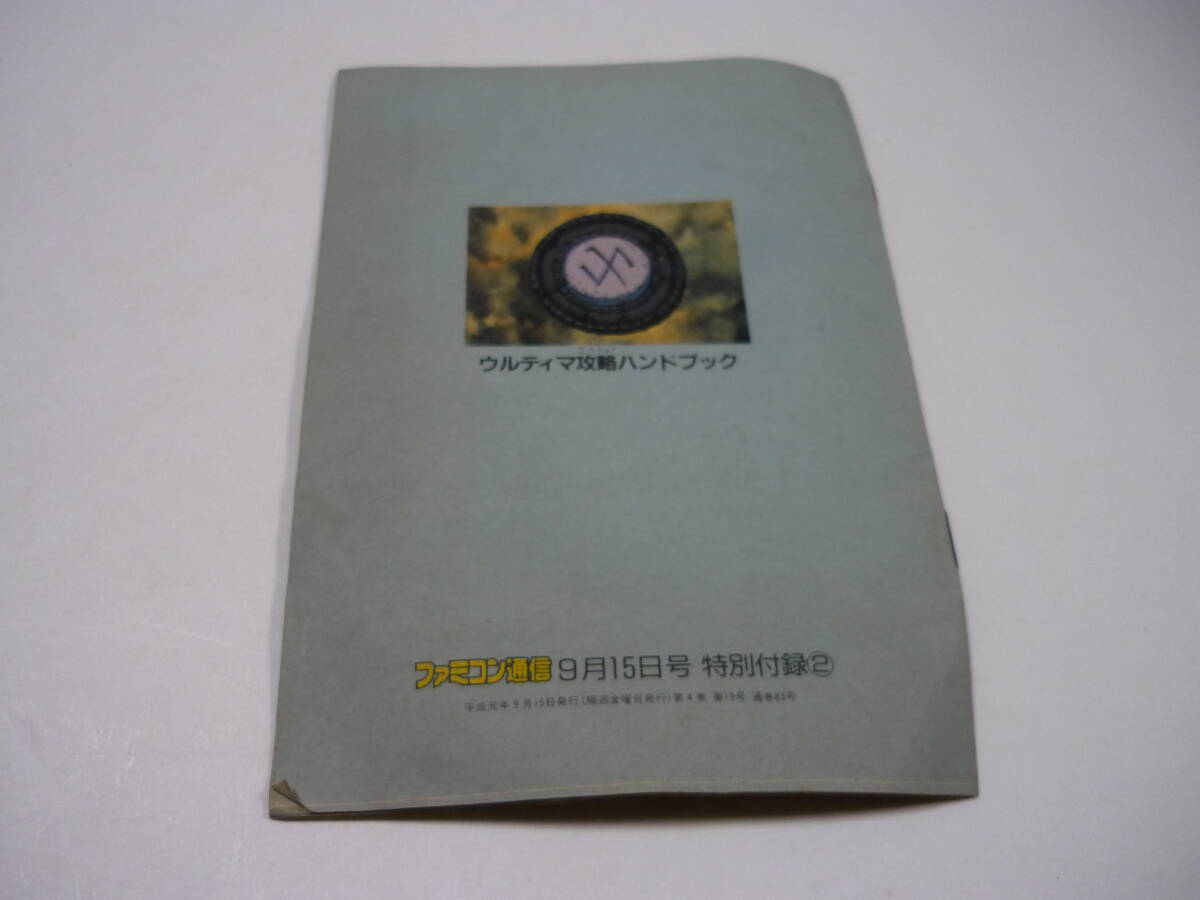 ウルティマ攻略ハンドブック
ファミコン通信 9月15日号 特別付録②
平成元年9月15日発行(隔週金曜日発行)第4巻 第19号 通巻83号